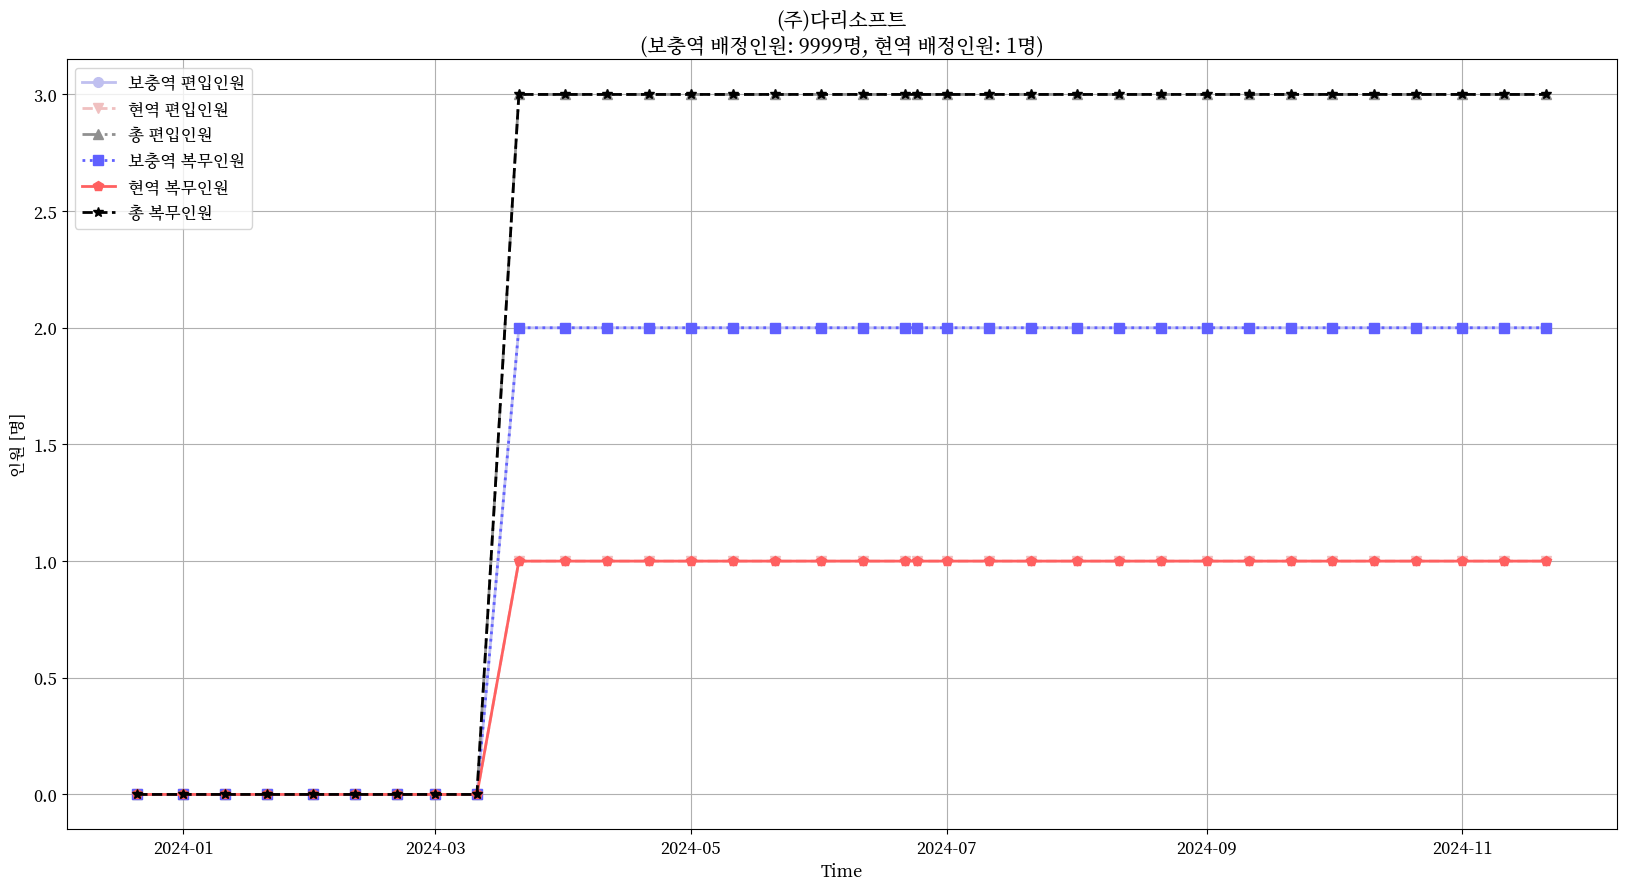 (주)다리소프트
(보충역 배정인원: 9999명, 현역 배정인원: 1명)
보충역 편입인원
현역 편입인원
총 편입인원
보충역 복무인원
현역 복무인원
총 복무인원
인원 [명]
3.0
2.5
2.0
1.5
1.0
0.5
0.0
2024-01
2024-03
2024-05
2024-07
2024-09
2024-11
Time